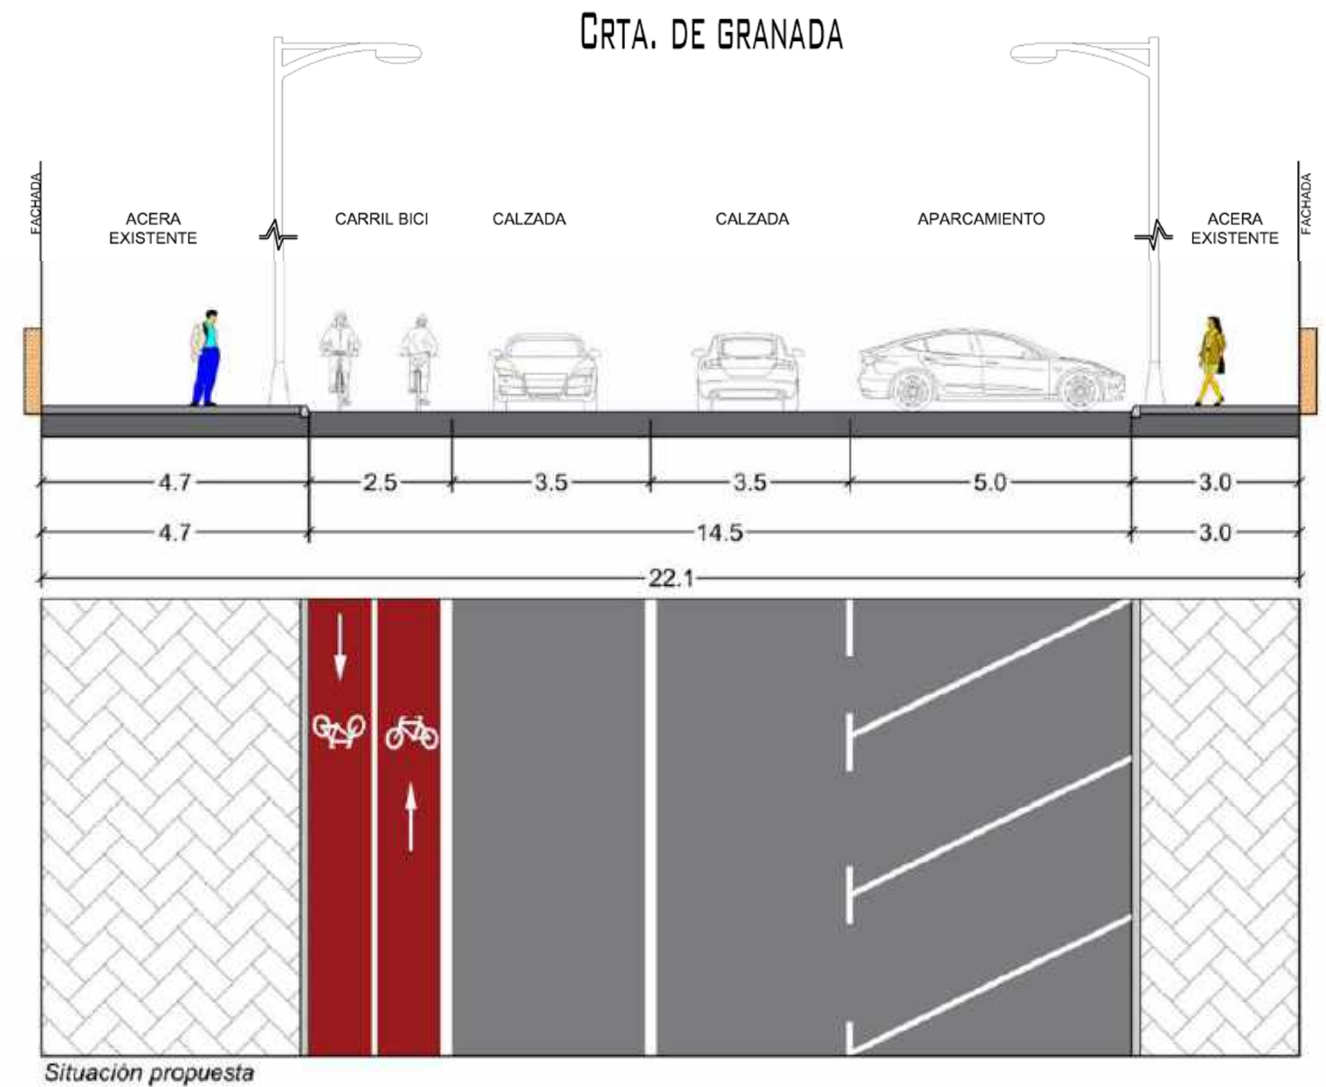 CRTA. DE GRANADA
FACHADA
ACERA
EXISTENTE
CARRIL BICI
CALZADA
CALZADA
APARCAMIENTO
ACERA
EXISTENTE
FACHADA
4.7 2.5 3.5 3.5 5.0 3.0
4.7 14.5 3.0
22.1
Situación propuesta